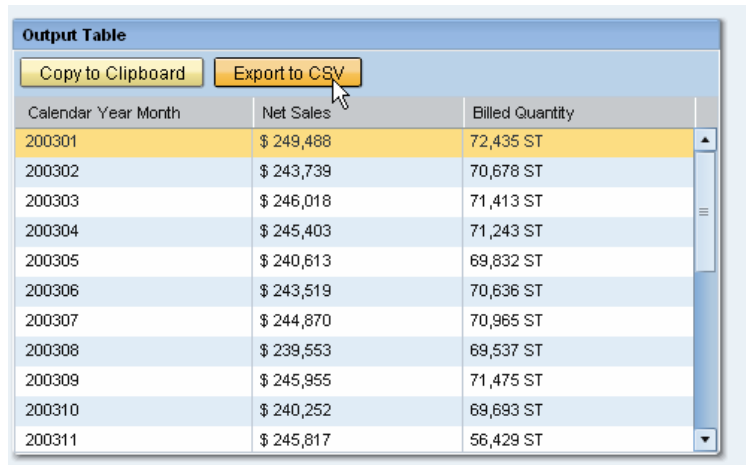 Output Table
Copy to Clipboard Export to CSV
Calendar Year Month Net Sales Billed Quantity
200301 $ 249,488 72,435 ST
200302 $ 243,739 70,678 ST
200303 $ 246,018 71,413 ST
200304 $ 245,403 71,243 ST
200305 $ 240,613 69,832 ST
200306 $ 243,519 70,636 ST
200307 $ 244,870 70,965 ST
200308 $ 239,553 69,537 ST
200309 $ 245,955 71,475 ST
200310 $ 240,252 69,693 ST
200311 $ 245,817 56,429 ST